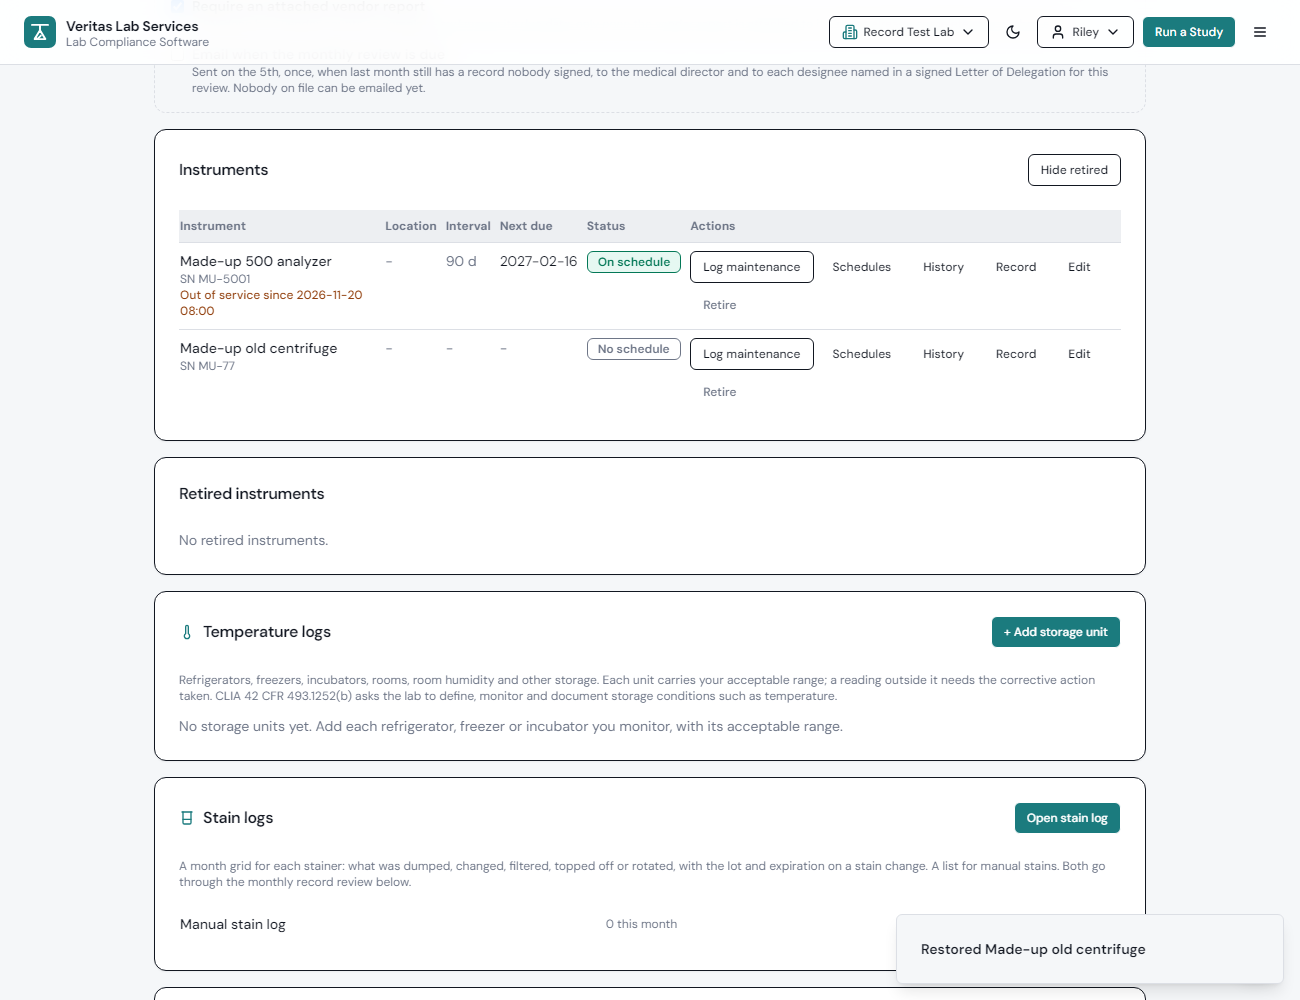 Veritas Lab Services
Lab Compliance Software
Record Test Lab
Riley
Run a Study
Sent on the 5th, once, when last month still has a record nobody signed, to the medical director and to each designee named in a signed Letter of Delegation for this
review. Nobody on file can be emailed yet.
Instruments
Hide retired
Instrument Location Interval Next due Status Actions
Made-up 500 analyzer - 90 d 2027-02-16 On schedule Log maintenance Schedules History Record Edit
SN MU-5001
Out of service since 2026-11-20
08:00
Retire
Made-up old centrifuge - - - No schedule Log maintenance Schedules History Record Edit
SN MU-77
Retire
Retired instruments
No retired instruments.
Temperature logs
+ Add storage unit
Refrigerators, freezers, incubators, rooms, room humidity and other storage. Each unit carries your acceptable range; a reading outside it needs the corrective action
taken. CLIA 42 CFR 493.1252(b) asks the lab to define, monitor and document storage conditions such as temperature.
No storage units yet. Add each refrigerator, freezer or incubator you monitor, with its acceptable range.
Stain logs
Open stain log
A month grid for each stainer: what was dumped, changed, filtered, topped off or rotated, with the lot and expiration on a stain change. A list for manual stains. Both go
through the monthly record review below.
Manual stain log 0 this month
Restored Made-up old centrifuge